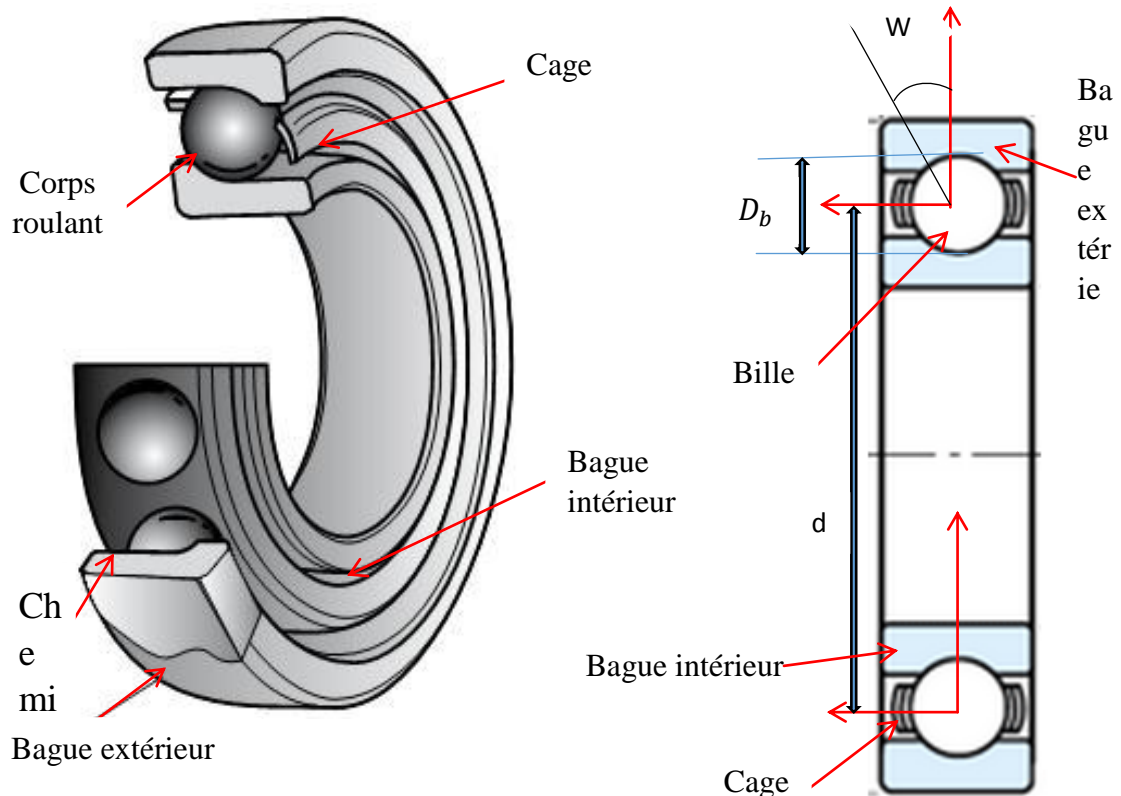 Cage
Corps
roulant
Bague
intérieur
Ch
e
mi
Bague extérieur
W
Ba
gu
e
ex
tér
ie
D_b
Bille
d
Bague intérieur
Cage